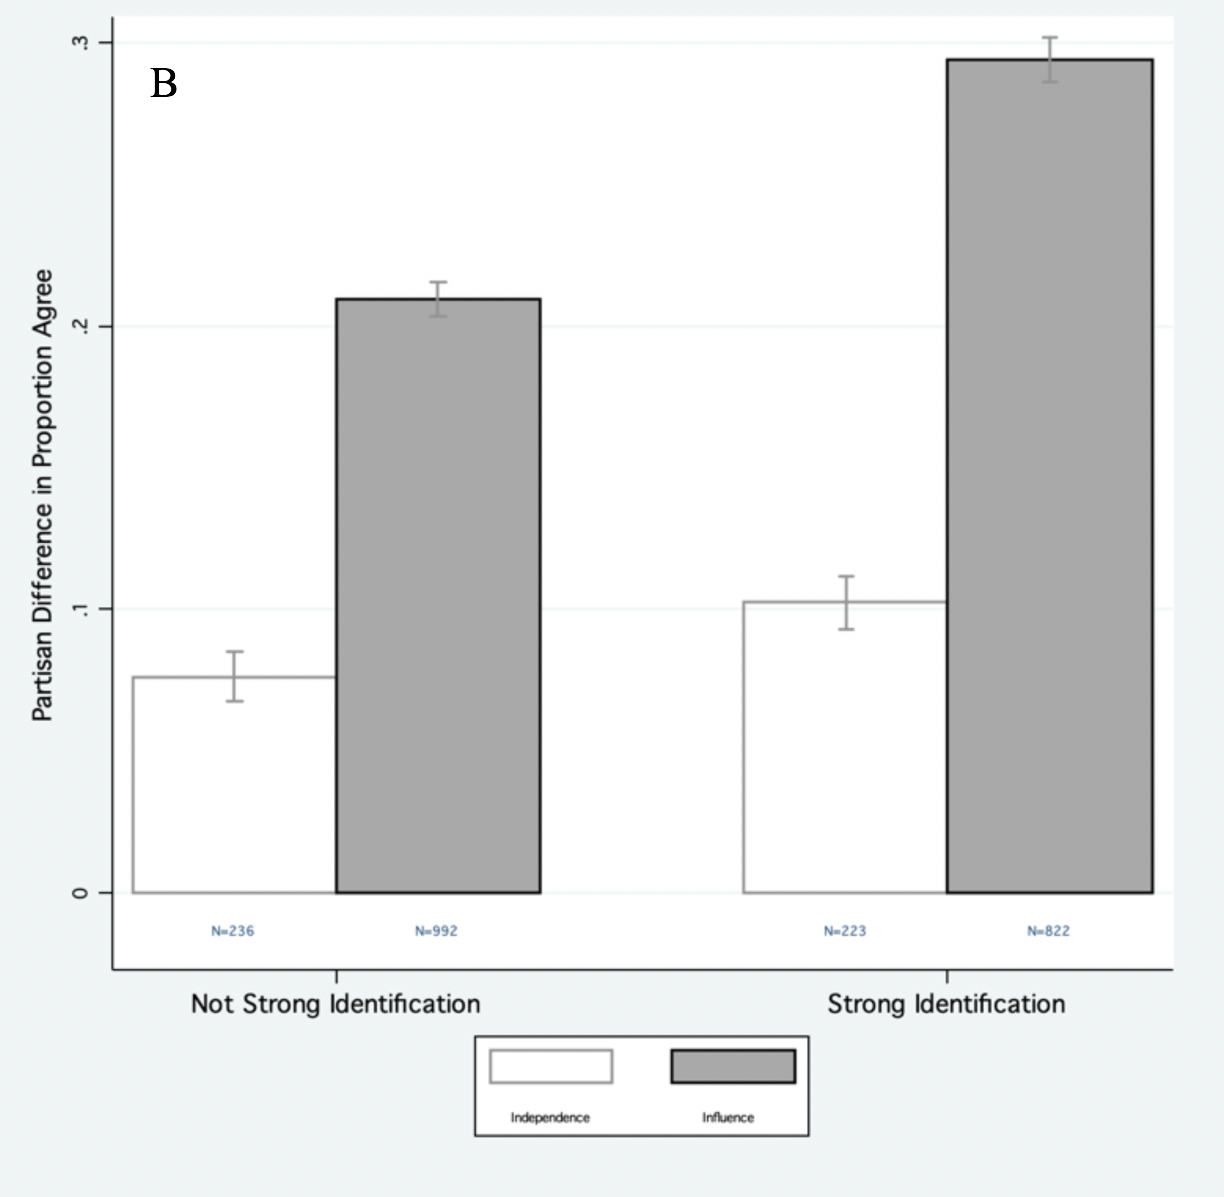 B
Partisan Difference in Proportion Agree
.3
.2
.1
0
N=236 N=992 N=223 N=822
Not Strong Identification Strong Identification
Independence Influence